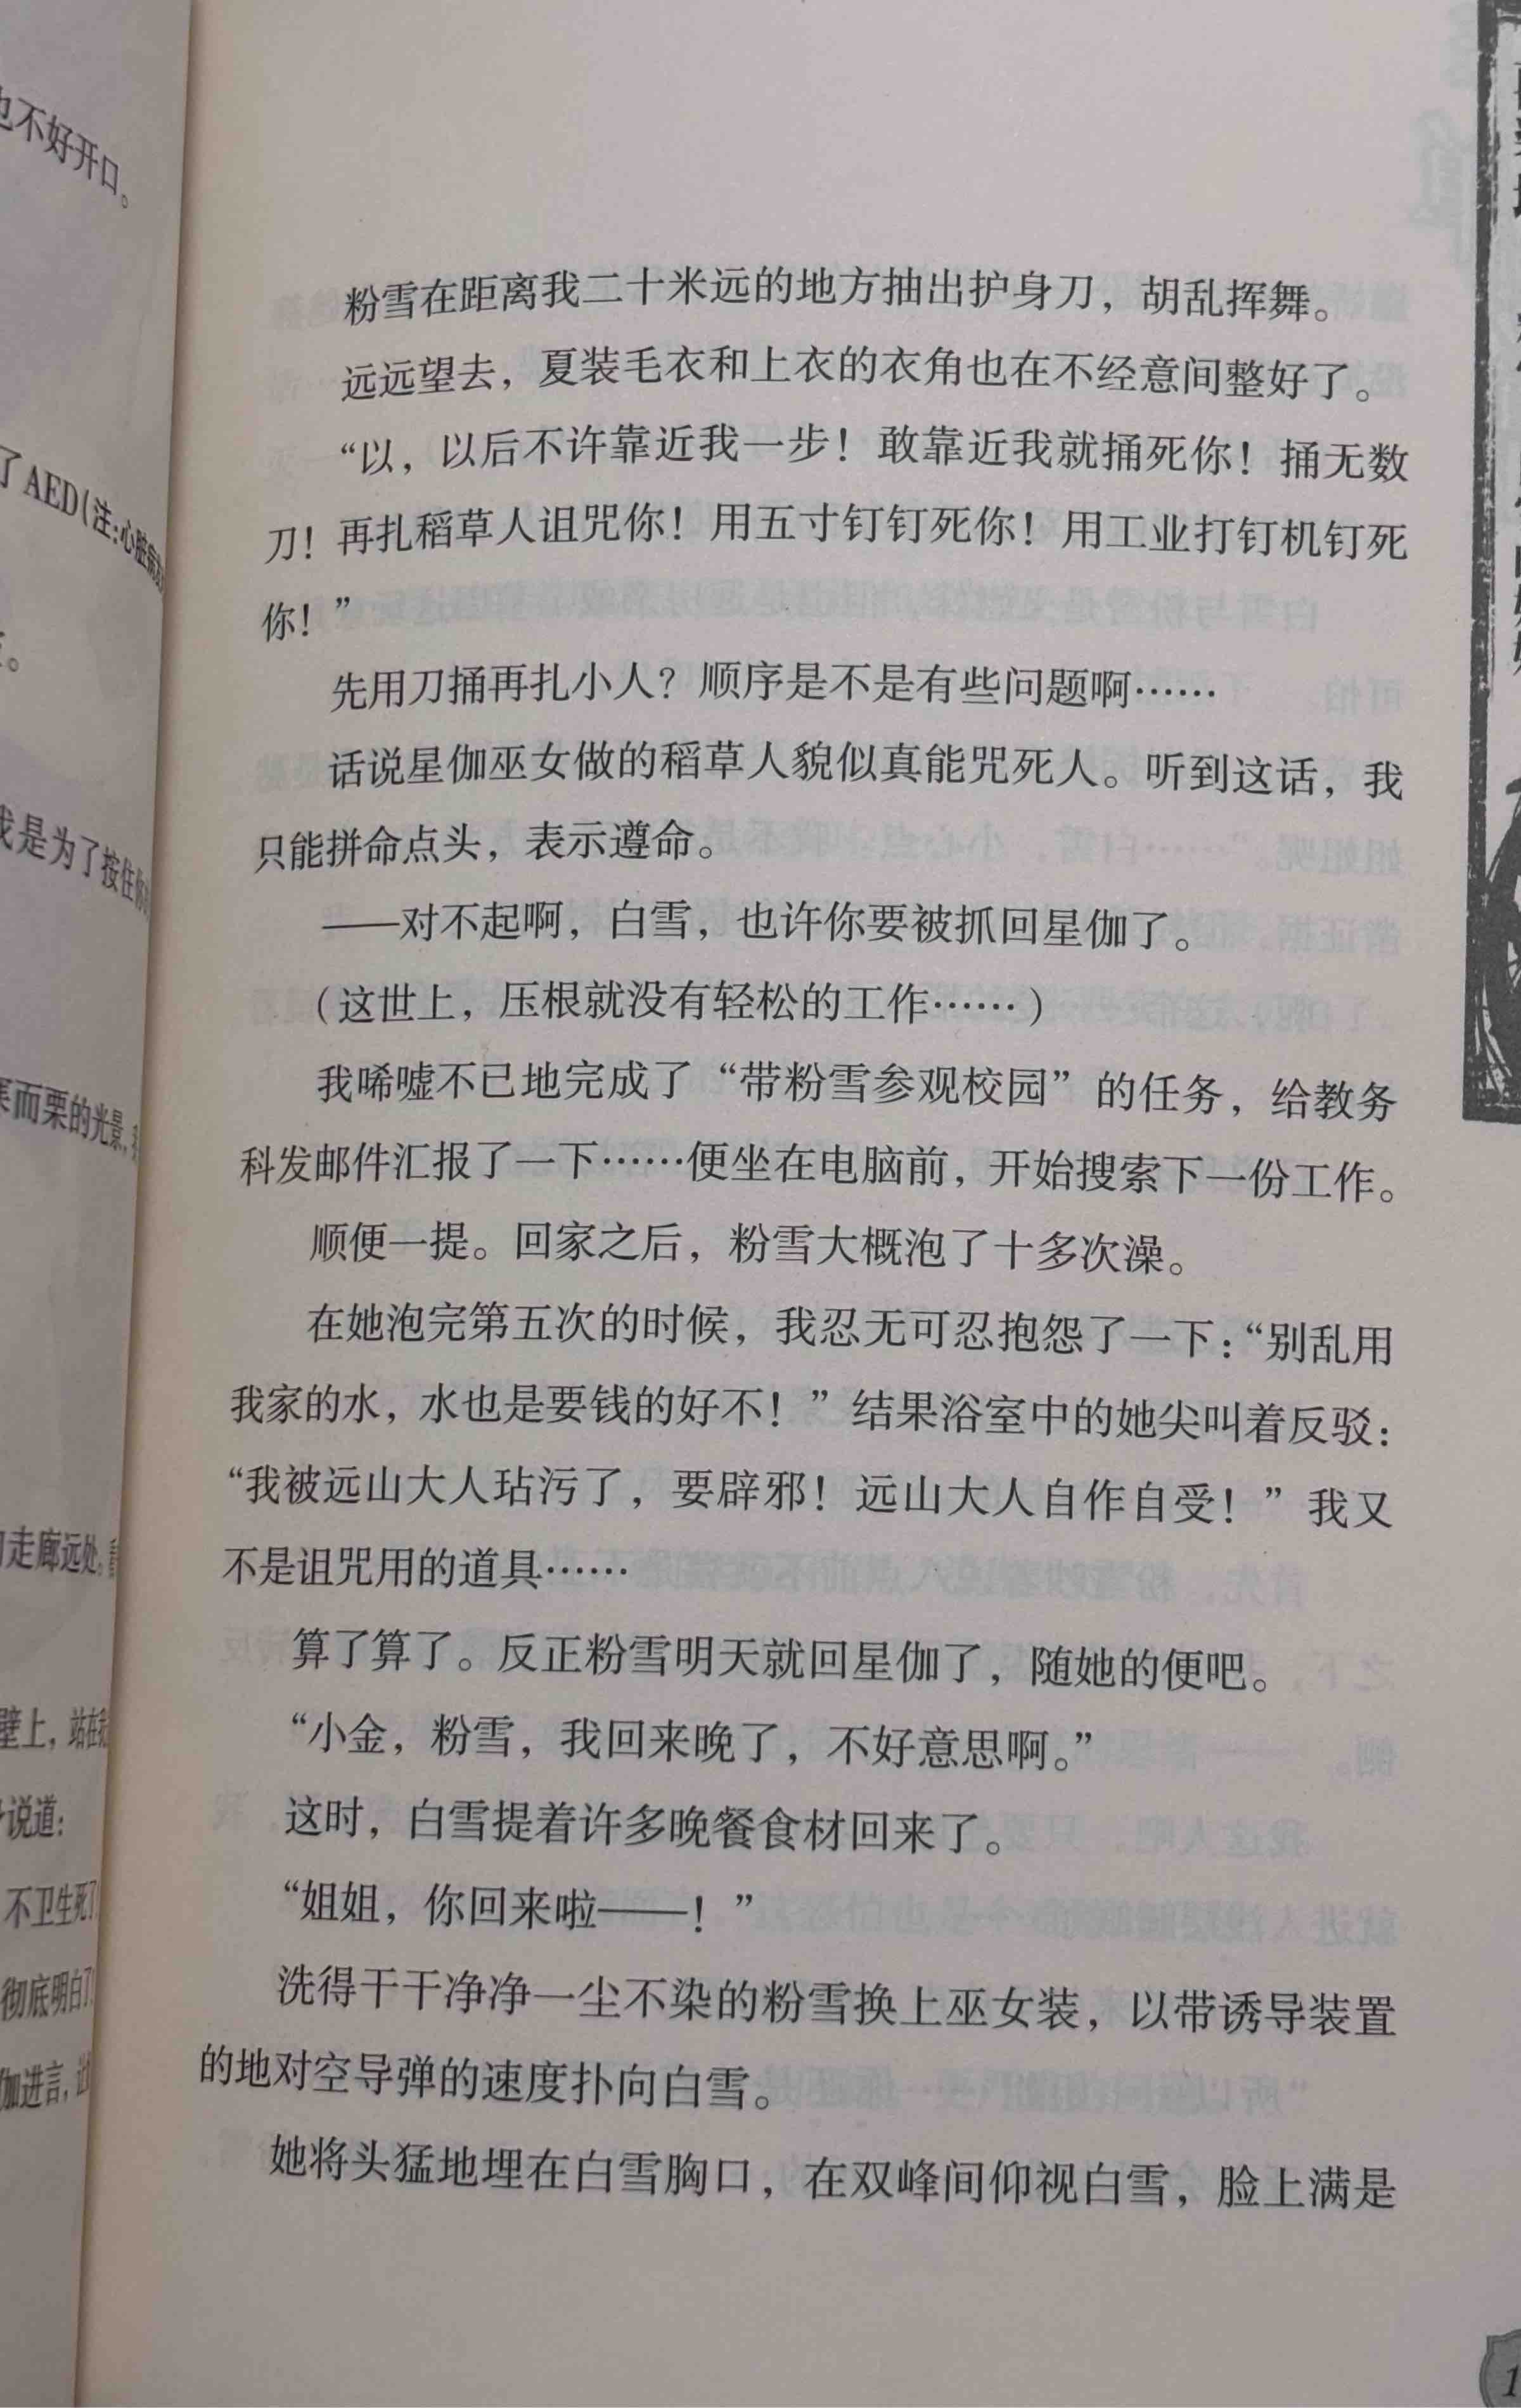 也不好开口。
了AED(注:心脏病
我是为了按住你
而栗的光景,
走廊远处,
壁上,站在我
说道:
不卫生死了
彻底明白了
伽进言,
粉雪在距离我二十米远的地方抽出护身刀，胡乱挥舞。
远远望去，夏装毛衣和上衣的衣角也在不经意间整好了。
“以，以后不许靠近我一步！敢靠近我就捅死你！捅无数
刀！再扎稻草人诅咒你！用五寸钉钉死你！用工业打钉机钉死
你！”
先用刀捅再扎小人？顺序是不是有些问题啊……
话说星伽巫女做的稻草人貌似真能咒死人。听到这话，我
只能拼命点头，表示遵命。
——对不起啊，白雪，也许你要被抓回星伽了。
（这世上，压根就没有轻松的工作……）
我唏嘘不已地完成了“带粉雪参观校园”的任务，给教务
科发邮件汇报了一下……便坐在电脑前，开始搜索下一份工作。
顺便一提。回家之后，粉雪大概泡了十多次澡。
在她泡完第五次的时候，我忍无可忍抱怨了一下：“别乱用
我家的水，水也是要钱的好不！”结果浴室中的她尖叫着反驳：
“我被远山大人玷污了，要辟邪！远山大人自作自受！”我又
不是诅咒用的道具……
算了算了。反正粉雪明天就回星伽了，随她的便吧。
“小金，粉雪，我回来晚了，不好意思啊。”
这时，白雪提着许多晚餐食材回来了。
“姐姐，你回来啦——！”
洗得干干净净一尘不染的粉雪换上巫女装，以带诱导装置
的地对空导弹的速度扑向白雪。
她将头猛地埋在白雪胸口，在双峰间仰视白雪，脸上满是